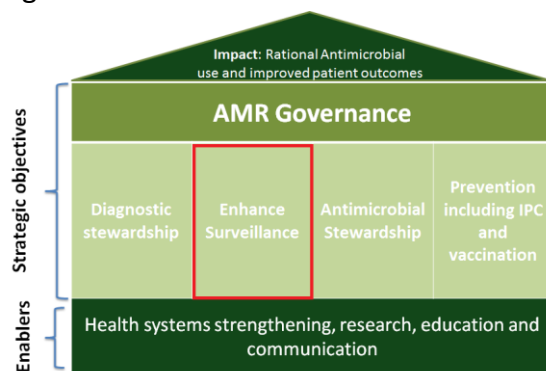 Impact: Rational Antimicrobial
use and improved patient outcomes
AMR Governance
Strategic objectives
Diagnostic
stewardship
Enhance
Surveillance
Antimicrobial
Stewardship
Prevention
including IPC
and
vaccination
Enablers
Health systems strengthening, research, education and
communication